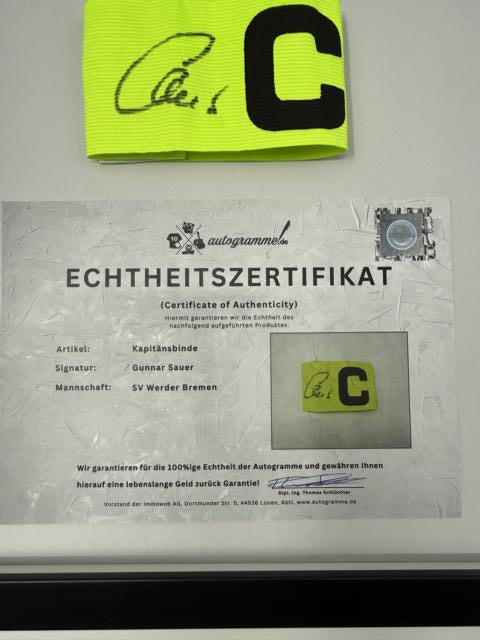 C
autogramme.de
ECHTHEITSZERTIFIKAT
(Certificate of Authenticity)
Hiermit garantieren wir die Echtheit des
nachfolgend aufgeführten Produktes:
Artikel: Kapitänsbinde
Signatur: Gunnar Sauer
Mannschaft: SV Werder Bremen
C
Wir garantieren für die 100%ige Echtheit der Autogramme und gewähren Ihnen
hierauf eine lebenslange Geld zurück Garantie!
Dipl. Ing. Thomas Schlüchter
Vorstand der Immoweb AG, Dortmunder Str. 5, 44536 Lünen, Abtl. www.autogramme.de